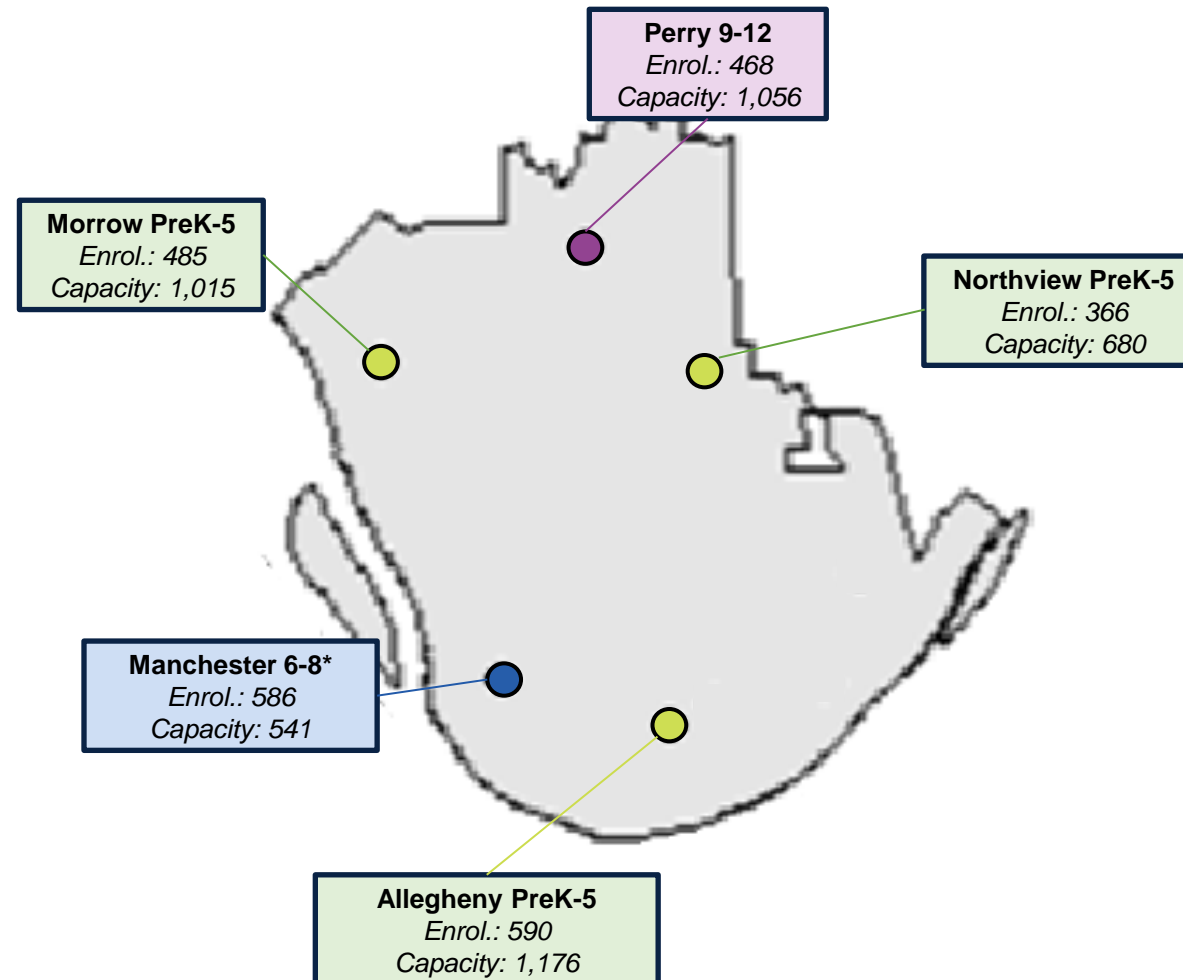 Perry 9-12
Enrol.: 468
Capacity: 1,056
Morrow PreK-5
Enrol.: 485
Capacity: 1,015
Northview PreK-5
Enrol.: 366
Capacity: 680
Manchester 6-8*
Enrol.: 586
Capacity: 541
Allegheny PreK-5
Enrol.: 590
Capacity: 1,176